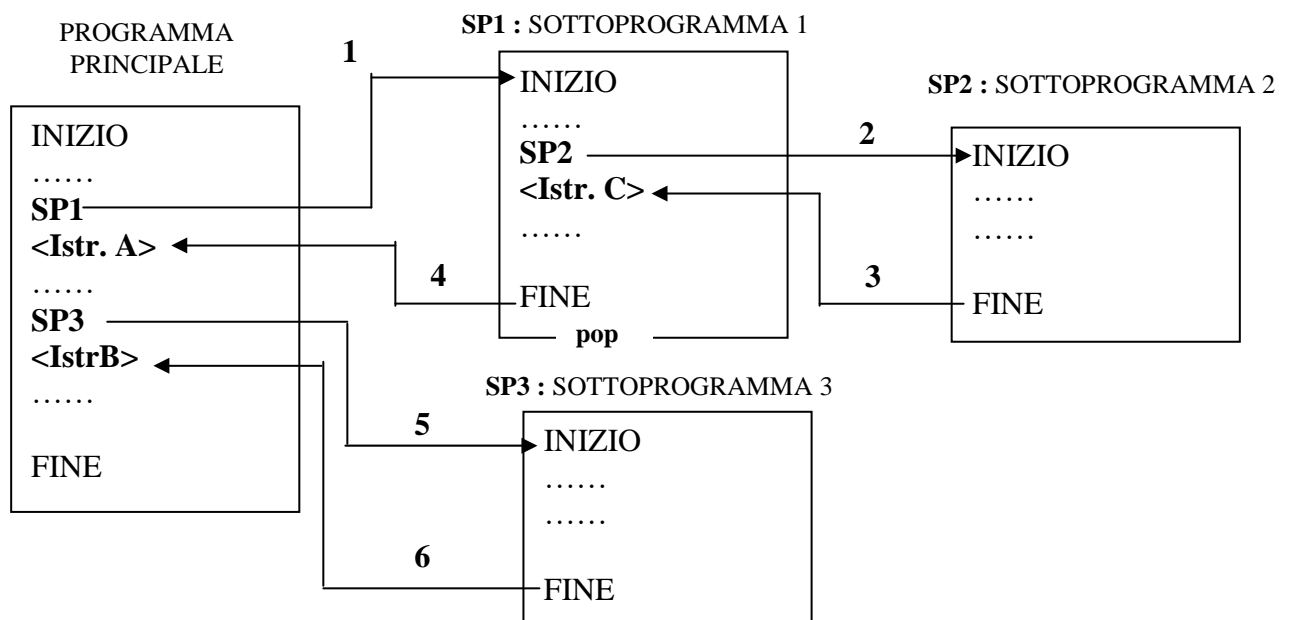 PROGRAMMA
PRINCIPALE
INIZIO
……
SP1
<Istr. A>
……
SP3
<IstrB>
……
FINE
1
SP1 : SOTTOPROGRAMMA 1
INIZIO
……
SP2
<Istr. C>
……
FINE
pop
4
2
SP2 : SOTTOPROGRAMMA 2
INIZIO
……
……
FINE
3
SP3 : SOTTOPROGRAMMA 3
5
INIZIO
……
……
FINE
6